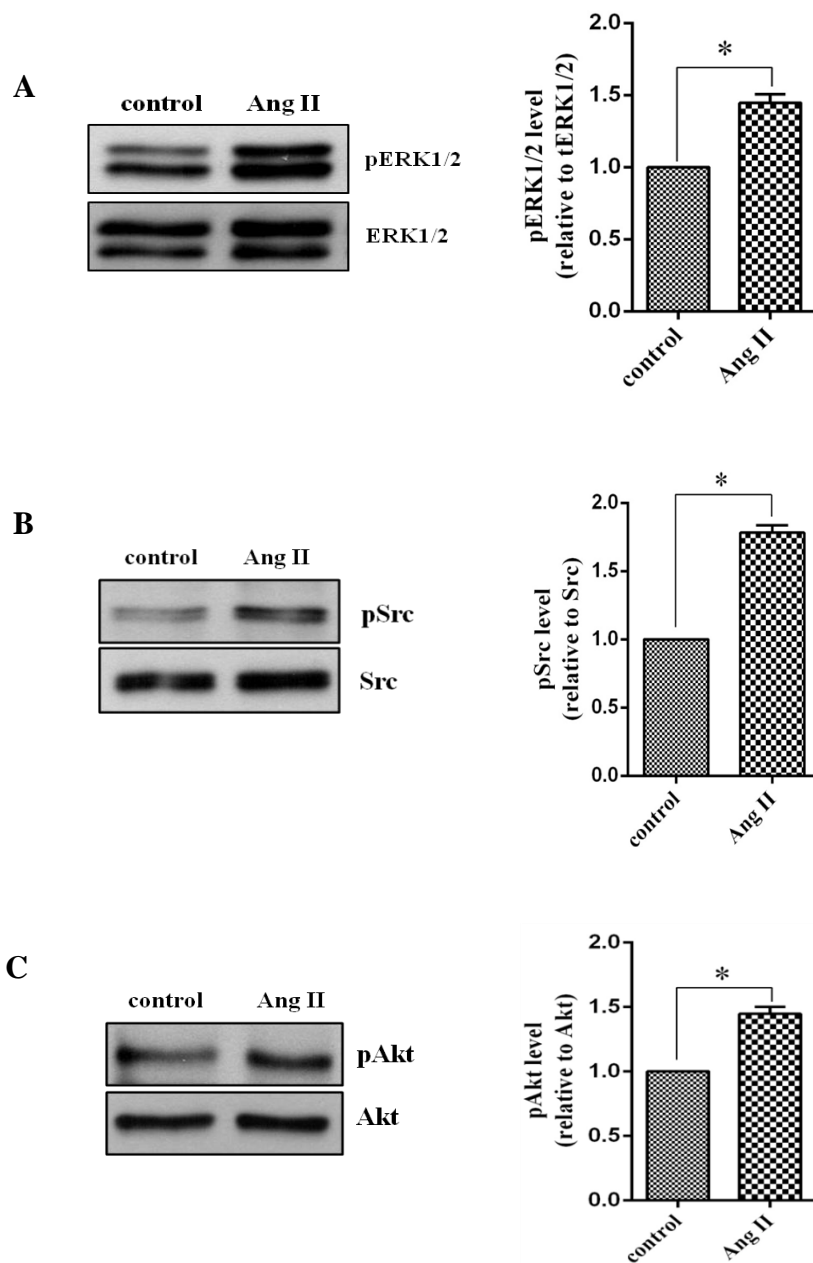 A
control Ang II
pERK1/2
ERK1/2
pERK1/2 level
(relative to tERK1/2)
2.0
1.5
1.0
0.5
0.0
*
control
Ang II
B
control Ang II
pSrc
Src
pSrc level
(relative to Src)
2.0
1.5
1.0
0.5
0.0
*
control
Ang II
C
control Ang II
pAkt
Akt
pAkt level
(relative to Akt)
2.0
1.5
1.0
0.5
0.0
*
control
Ang II